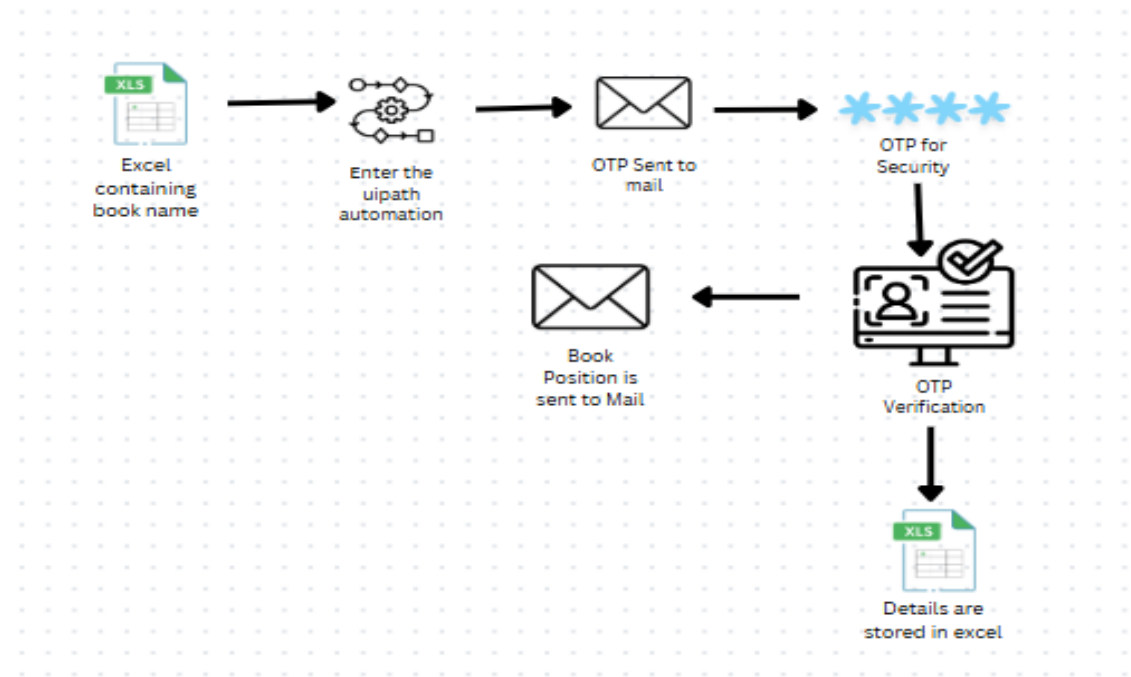 XLS
Excel
containing
book name
Enter the
uipath
automation
OTP Sent to
mail
OTP for
Security
Book
Position is
sent to Mail
OTP
Verification
XLS
Details are
stored in excel